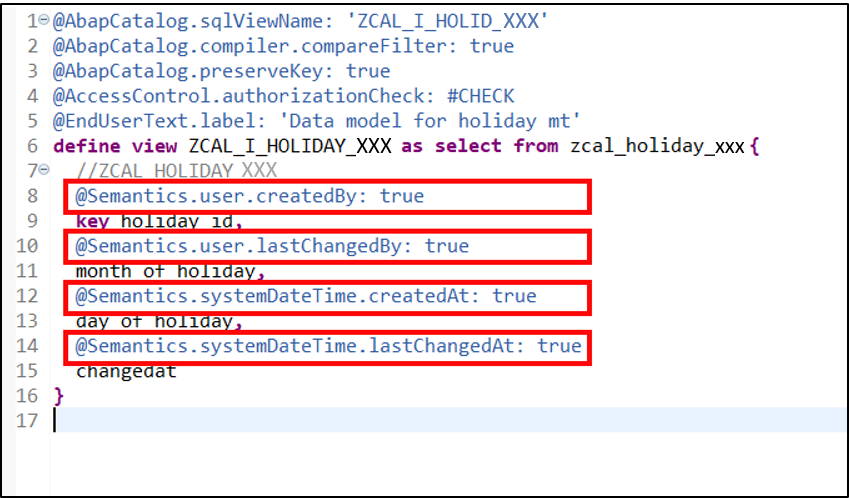 1 @AbapCatalog.sqlViewName: 'ZCAL_I_HOLID_XXX'
2 @AbapCatalog.compiler.compareFilter: true
3 @AbapCatalog.preserveKey: true
4 @AccessControl.authorizationCheck: #CHECK
5 @EndUserText.label: 'Data model for holiday mt'
6 define view ZCAL_I_HOLIDAY_XXX as select from zcal_holiday_xxx {
7 //ZCAL_HOLIDAY_XXX
8 @Semantics.user.createdBy: true
9 key holiday_id,
10 @Semantics.user.lastChangedBy: true
11 month_of_holiday,
12 @Semantics.systemDateTime.createdAt: true
13 day_of_holiday,
14 @Semantics.systemDateTime.lastChangedAt: true
15 changedat
16 }
17